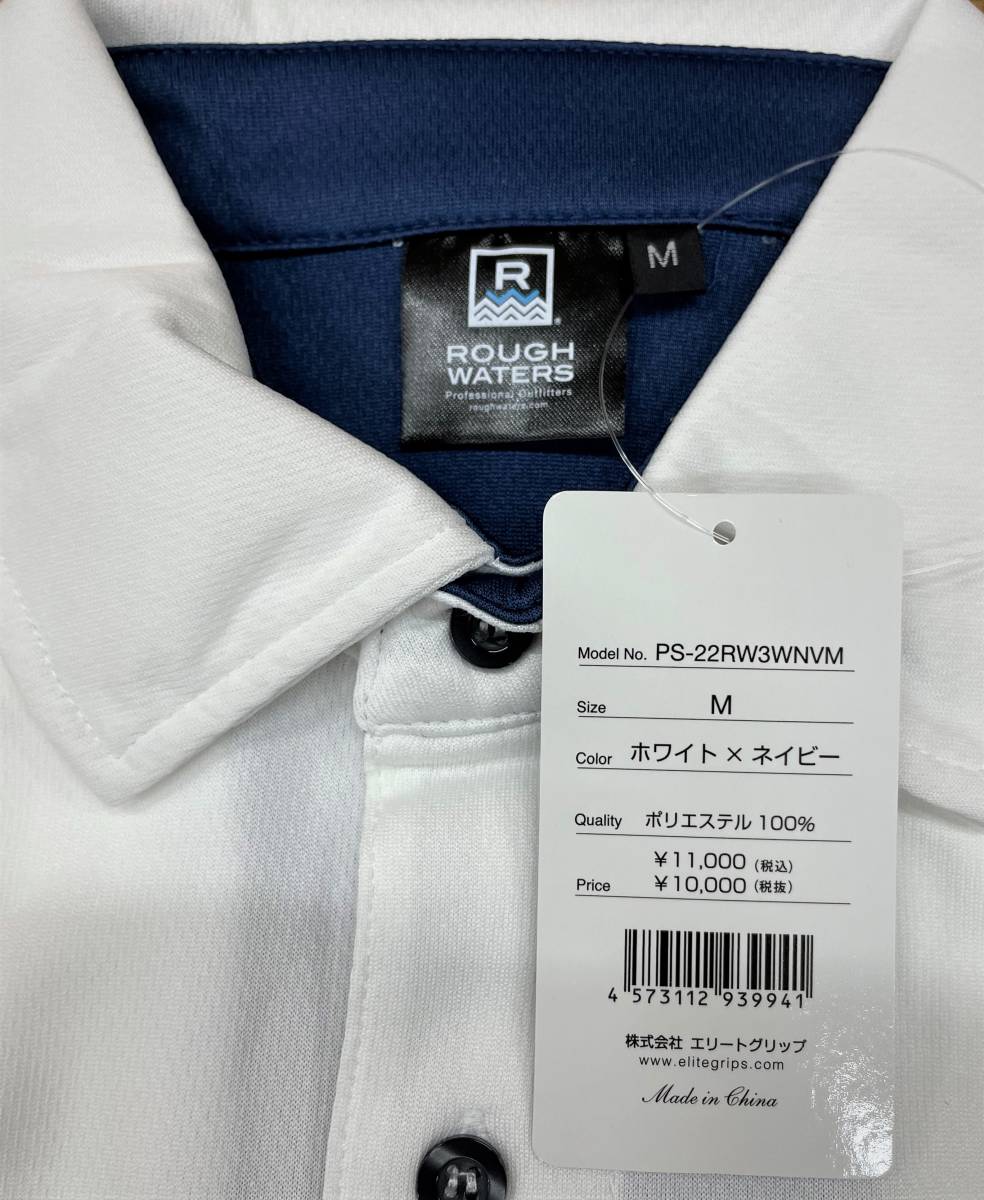 R
ROUGH
WATERS
Professional Outfitters
roughwaters.com
M
Model No. PS-22RW3WNVM
Size M
Color ホワイト × ネイビー
Quality ポリエステル 100%
¥11,000 (税込)
Price ¥10,000 (税抜)
4 573112 939941
株式会社 エリートグリップ
www.elitegrips.com
Made in China